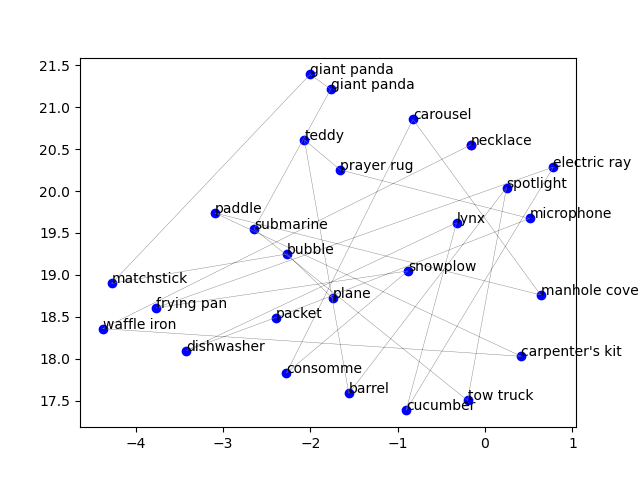 21.5
giant panda
giant panda
21.0
carousel
20.5
teddy
necklace
prayer rug
electric ray
20.0
spotlight
paddle
lynx
microphone
19.5
submarine
bubble
snowplow
19.0
matchstick
plane
manhole cove
frying pan
18.5
packet
waffle iron
dishwasher
carpenter's kit
18.0
consomme
barrel
17.5
cucumber
tow truck
−4
−3
−2
−1
0
1